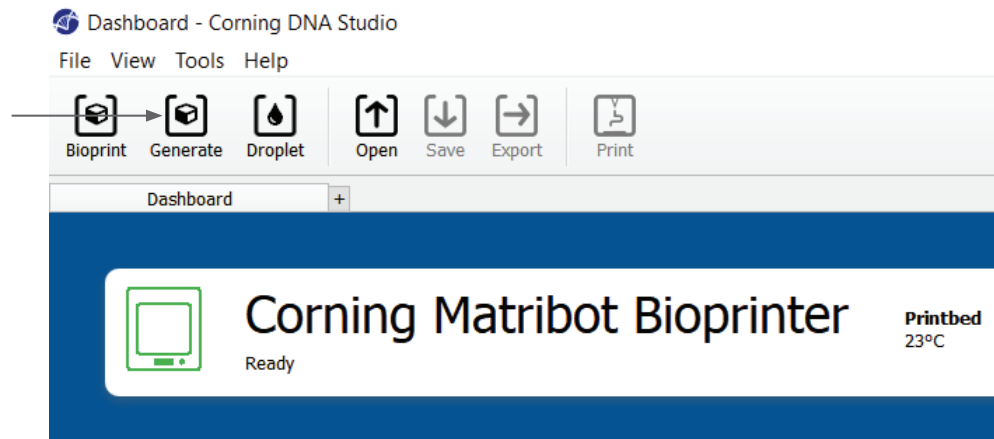 Dashboard - Corning DNA Studio
File View Tools Help
Bioprint Generate Droplet Open Save Export Print
Dashboard +
Corning Matribot Bioprinter
Ready
Printbed
23ºC